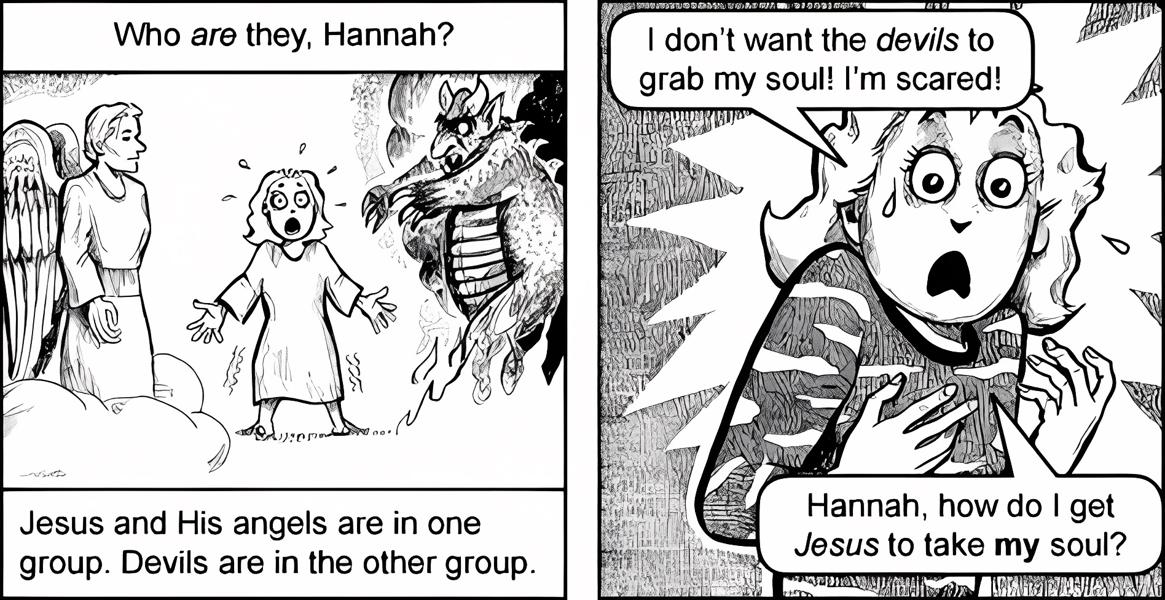 Who are they, Hannah?
Jesus and His angels are in one
group. Devils are in the other group.
I don't want the devils to
grab my soul! I'm scared!
Hannah, how do I get
Jesus to take my soul?